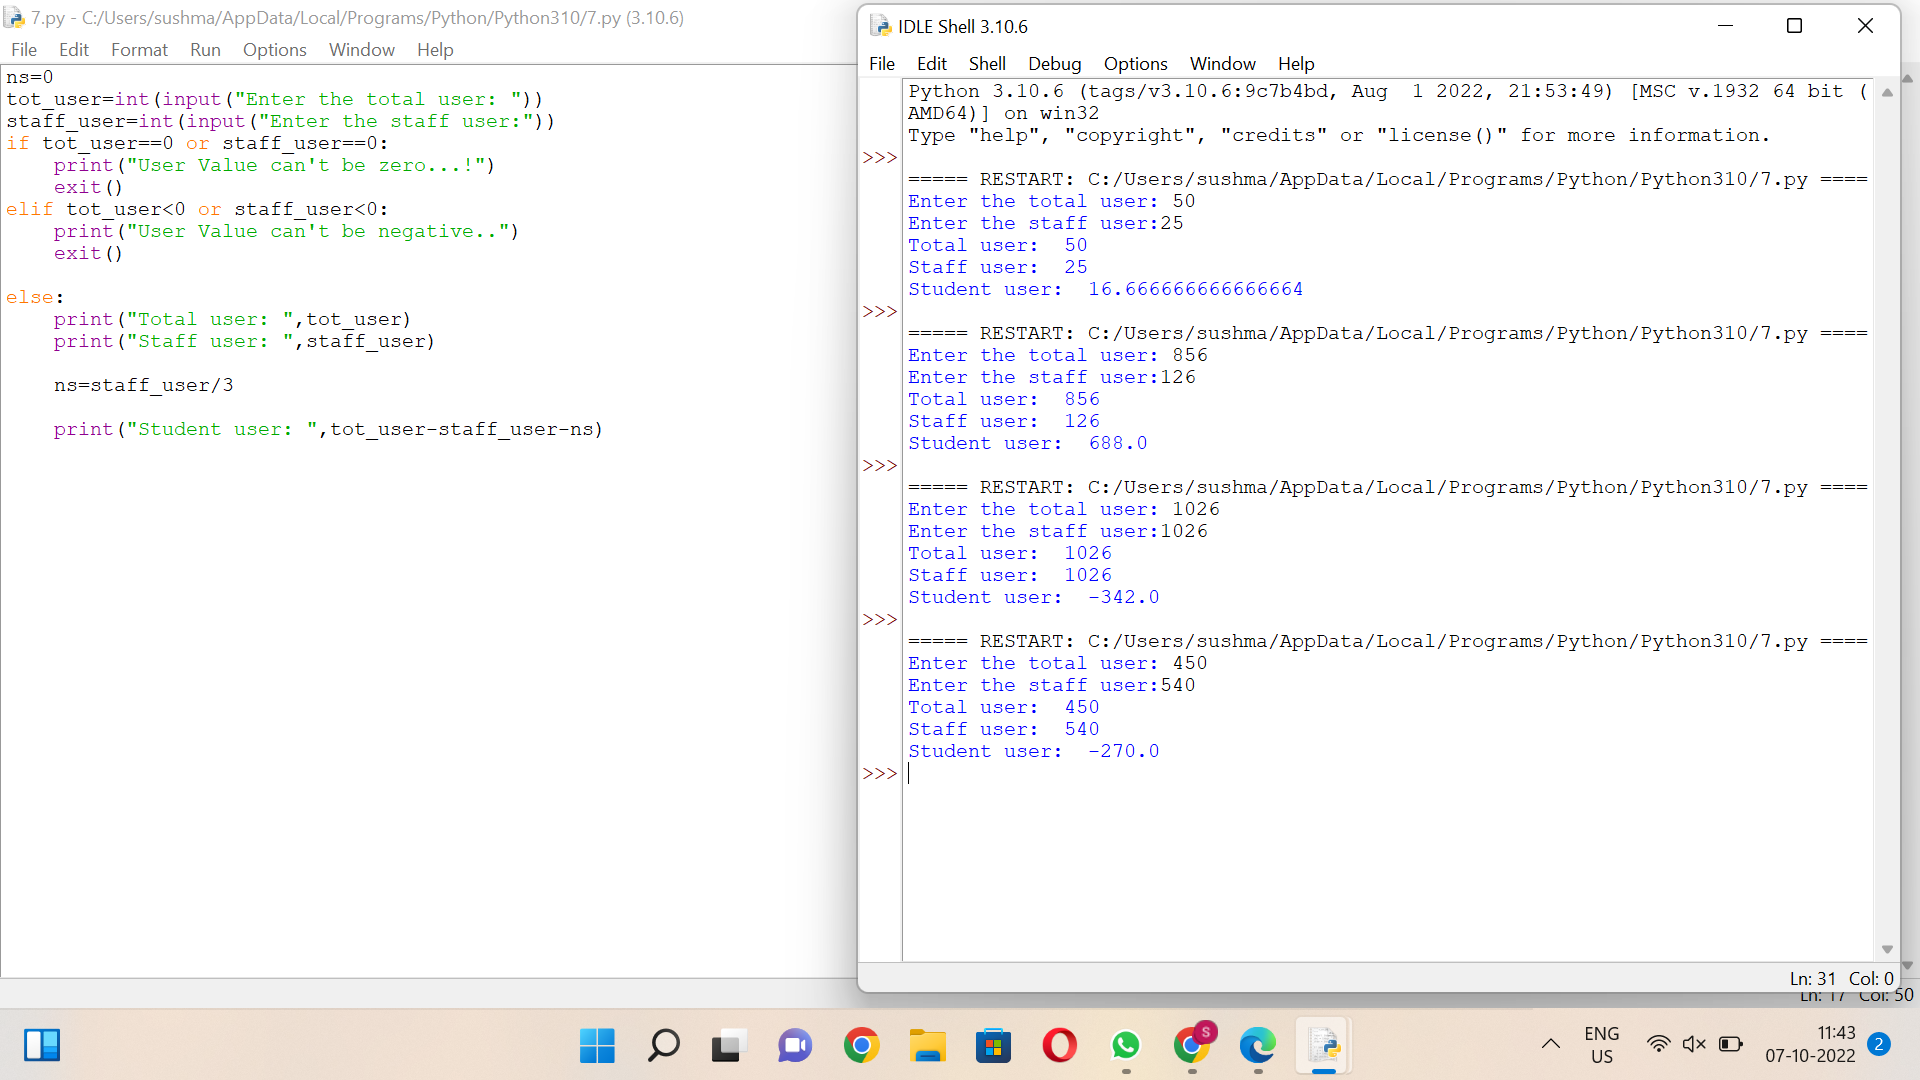 7.py - C:/Users/sushma/AppData/Local/Programs/Python/Python310/7.py (3.10.6)
File Edit Format Run Options Window Help
ns=0
tot_user=int(input("Enter the total user: "))
staff_user=int(input("Enter the staff user:"))
if tot_user==0 or staff_user==0:
    print("User Value can't be zero...!")
    exit()
elif tot_user<0 or staff_user<0:
    print("User Value can't be negative..")
    exit()
else:
    print("Total user: ",tot_user)
    print("Staff user: ",staff_user)
    ns=staff_user/3
    print("Student user: ",tot_user-staff_user-ns)
IDLE Shell 3.10.6
File Edit Shell Debug Options Window Help
Python 3.10.6 (tags/v3.10.6:9c7b4bd, Aug  1 2022, 21:53:49) [MSC v.1932 64 bit (
AMD64)] on win32
Type "help", "copyright", "credits" or "license()" for more information.
>>>
===== RESTART: C:/Users/sushma/AppData/Local/Programs/Python/Python310/7.py ====
Enter the total user: 50
Enter the staff user:25
Total user:  50
Staff user:  25
Student user:  16.666666666666664
>>>
===== RESTART: C:/Users/sushma/AppData/Local/Programs/Python/Python310/7.py ====
Enter the total user: 856
Enter the staff user:126
Total user:  856
Staff user:  126
Student user:  688.0
>>>
===== RESTART: C:/Users/sushma/AppData/Local/Programs/Python/Python310/7.py ====
Enter the total user: 1026
Enter the staff user:1026
Total user:  1026
Staff user:  1026
Student user:  -342.0
>>>
===== RESTART: C:/Users/sushma/AppData/Local/Programs/Python/Python310/7.py ====
Enter the total user: 450
Enter the staff user:540
Total user:  450
Staff user:  540
Student user:  -270.0
>>>
Ln: 31 Col: 0
Ln: 17 Col: 50
S
ENG
US
11:43
07-10-2022
2